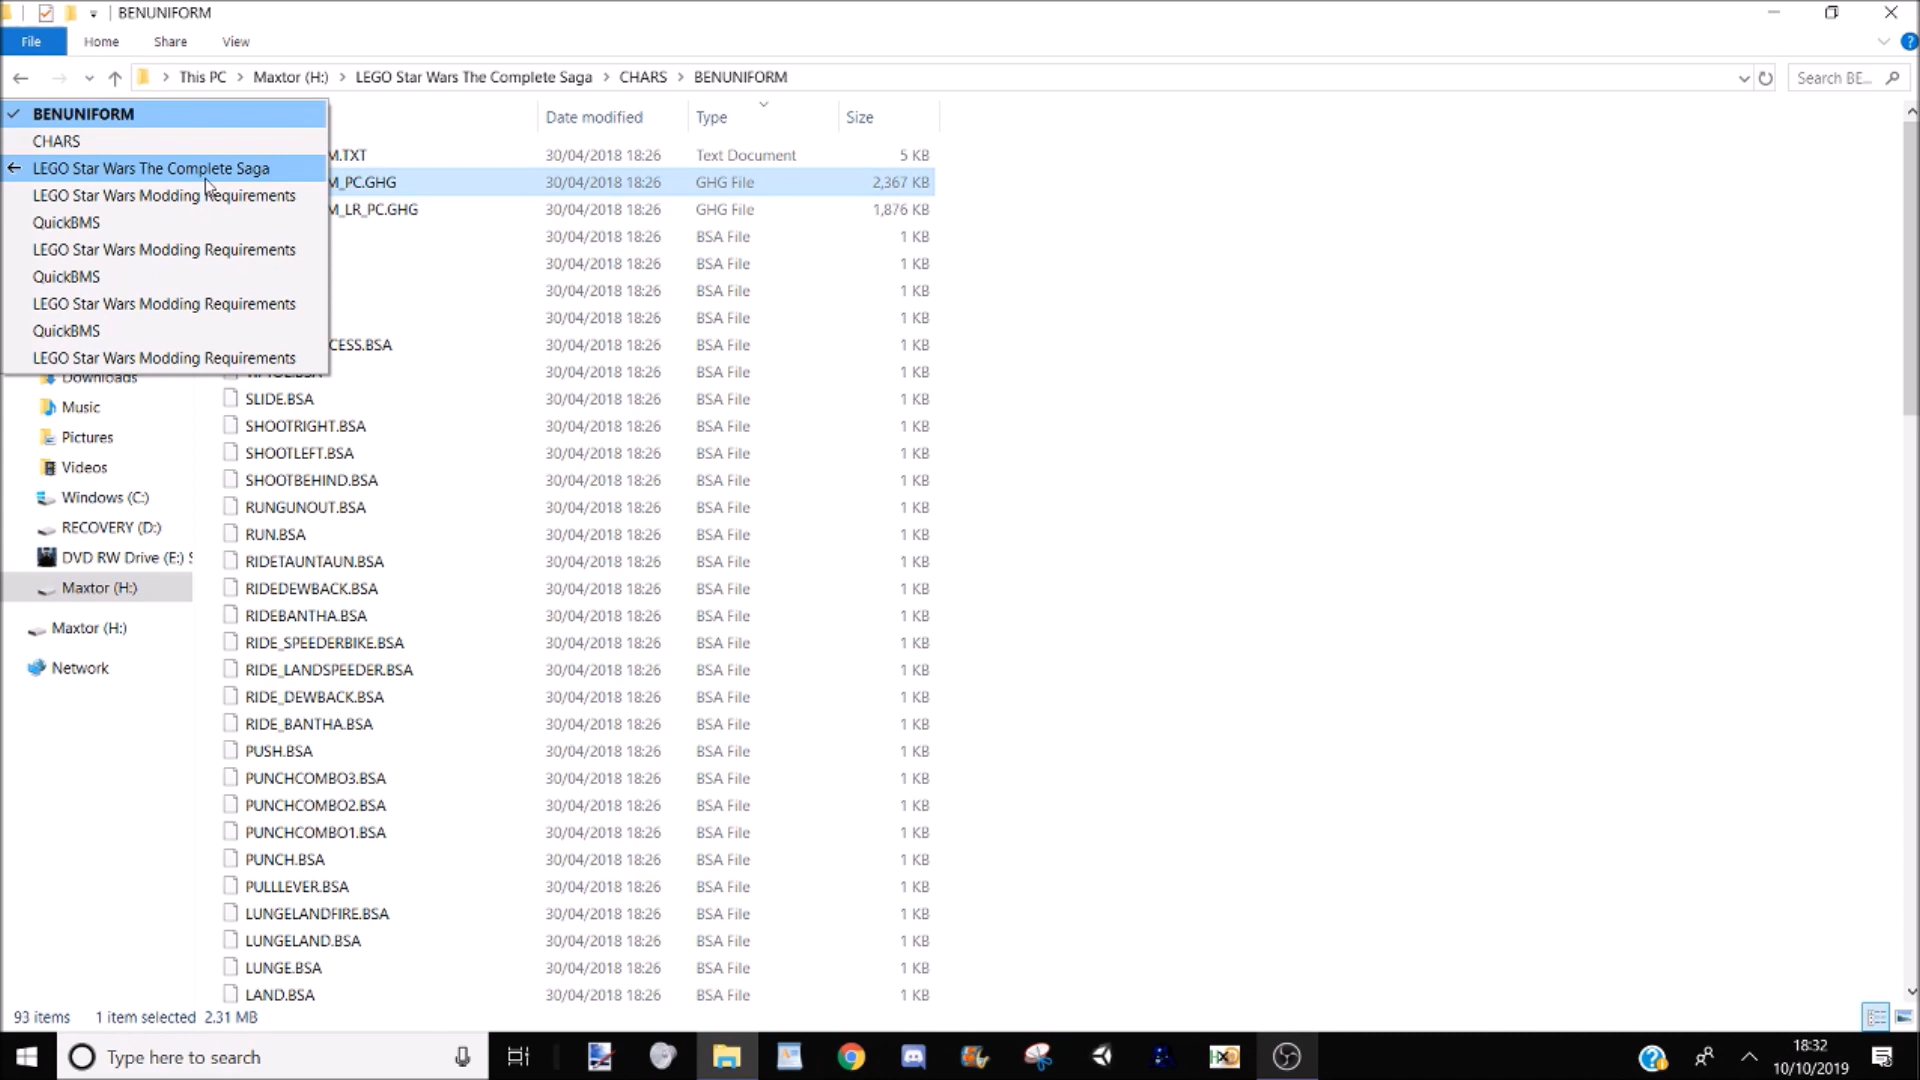 BENUNIFORM
File Home Share View
This PC > Maxtor (H:) > LEGO Star Wars The Complete Saga > CHARS > BENUNIFORM
Search BE...
BENUNIFORM
CHARS
LEGO Star Wars The Complete Saga
LEGO Star Wars Modding Requirements
QuickBMS
LEGO Star Wars Modding Requirements
QuickBMS
LEGO Star Wars Modding Requirements
QuickBMS
LEGO Star Wars Modding Requirements
Downloads
Music
Pictures
Videos
Windows (C:)
RECOVERY (D:)
DVD RW Drive (E:) S
Maxtor (H:)
Maxtor (H:)
Network
Date modified Type Size
M.TXT 30/04/2018 18:26 Text Document 5 KB
M_PC.GHG 30/04/2018 18:26 GHG File 2,367 KB
M_LR_PC.GHG 30/04/2018 18:26 GHG File 1,876 KB
30/04/2018 18:26 BSA File 1 KB
30/04/2018 18:26 BSA File 1 KB
30/04/2018 18:26 BSA File 1 KB
30/04/2018 18:26 BSA File 1 KB
CESS.BSA 30/04/2018 18:26 BSA File 1 KB
30/04/2018 18:26 BSA File 1 KB
SLIDE.BSA 30/04/2018 18:26 BSA File 1 KB
SHOOTRIGHT.BSA 30/04/2018 18:26 BSA File 1 KB
SHOOTLEFT.BSA 30/04/2018 18:26 BSA File 1 KB
SHOOTBEHIND.BSA 30/04/2018 18:26 BSA File 1 KB
RUNGUNOUT.BSA 30/04/2018 18:26 BSA File 1 KB
RUN.BSA 30/04/2018 18:26 BSA File 1 KB
RIDETAUNTAUN.BSA 30/04/2018 18:26 BSA File 1 KB
RIDEDEWBACK.BSA 30/04/2018 18:26 BSA File 1 KB
RIDEBANTHA.BSA 30/04/2018 18:26 BSA File 1 KB
RIDE_SPEEDERBIKE.BSA 30/04/2018 18:26 BSA File 1 KB
RIDE_LANDSPEEDER.BSA 30/04/2018 18:26 BSA File 1 KB
RIDE_DEWBACK.BSA 30/04/2018 18:26 BSA File 1 KB
RIDE_BANTHA.BSA 30/04/2018 18:26 BSA File 1 KB
PUSH.BSA 30/04/2018 18:26 BSA File 1 KB
PUNCHCOMBO3.BSA 30/04/2018 18:26 BSA File 1 KB
PUNCHCOMBO2.BSA 30/04/2018 18:26 BSA File 1 KB
PUNCHCOMBO1.BSA 30/04/2018 18:26 BSA File 1 KB
PUNCH.BSA 30/04/2018 18:26 BSA File 1 KB
PULLLEVER.BSA 30/04/2018 18:26 BSA File 1 KB
LUNGELANDFIRE.BSA 30/04/2018 18:26 BSA File 1 KB
LUNGELAND.BSA 30/04/2018 18:26 BSA File 1 KB
LUNGE.BSA 30/04/2018 18:26 BSA File 1 KB
LAND.BSA 30/04/2018 18:26 BSA File 1 KB
93 items 1 item selected 2.31 MB
Type here to search
18:32
10/10/2019